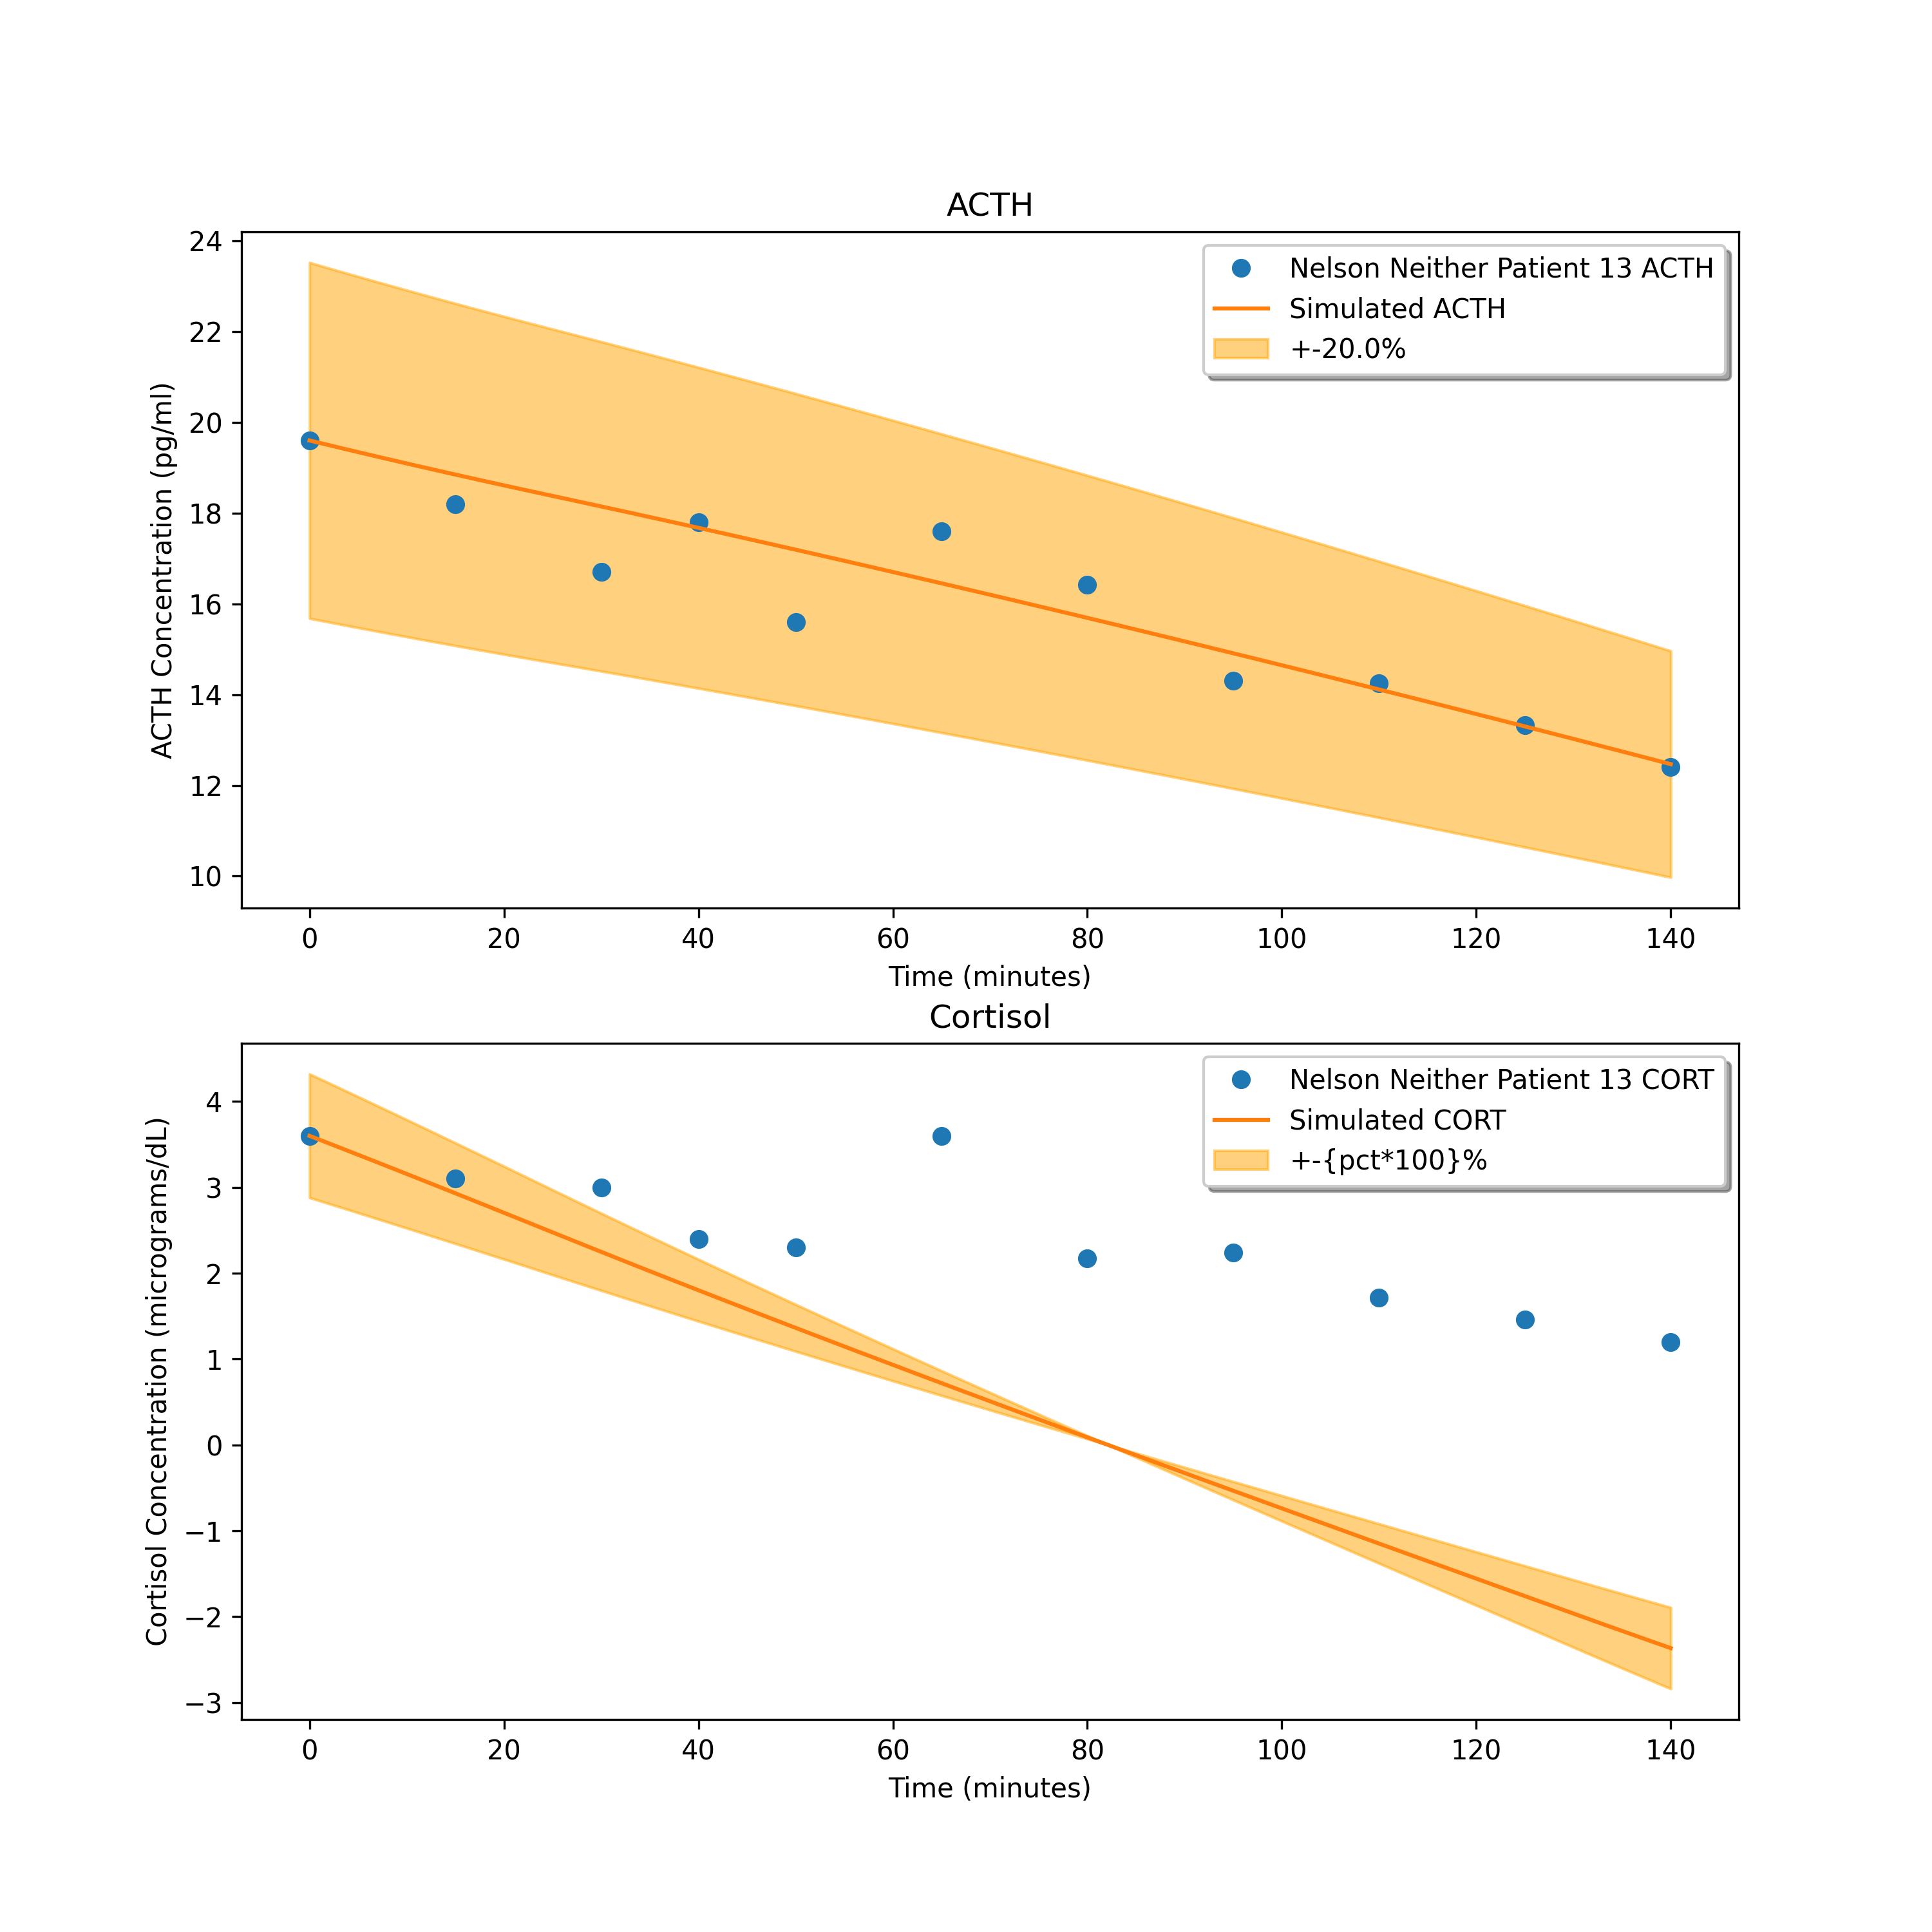 ACTH
24
22
20
18
16
14
12
10
ACTH Concentration (pg/ml)
Nelson Neither Patient 13 ACTH
Simulated ACTH
+-20.0%
0 20 40 60 80 100 120 140
Time (minutes)
Cortisol
4
3
2
1
0
−1
−2
−3
Cortisol Concentration (micrograms/dL)
Nelson Neither Patient 13 CORT
Simulated CORT
+-{pct*100}%
0 20 40 60 80 100 120 140
Time (minutes)